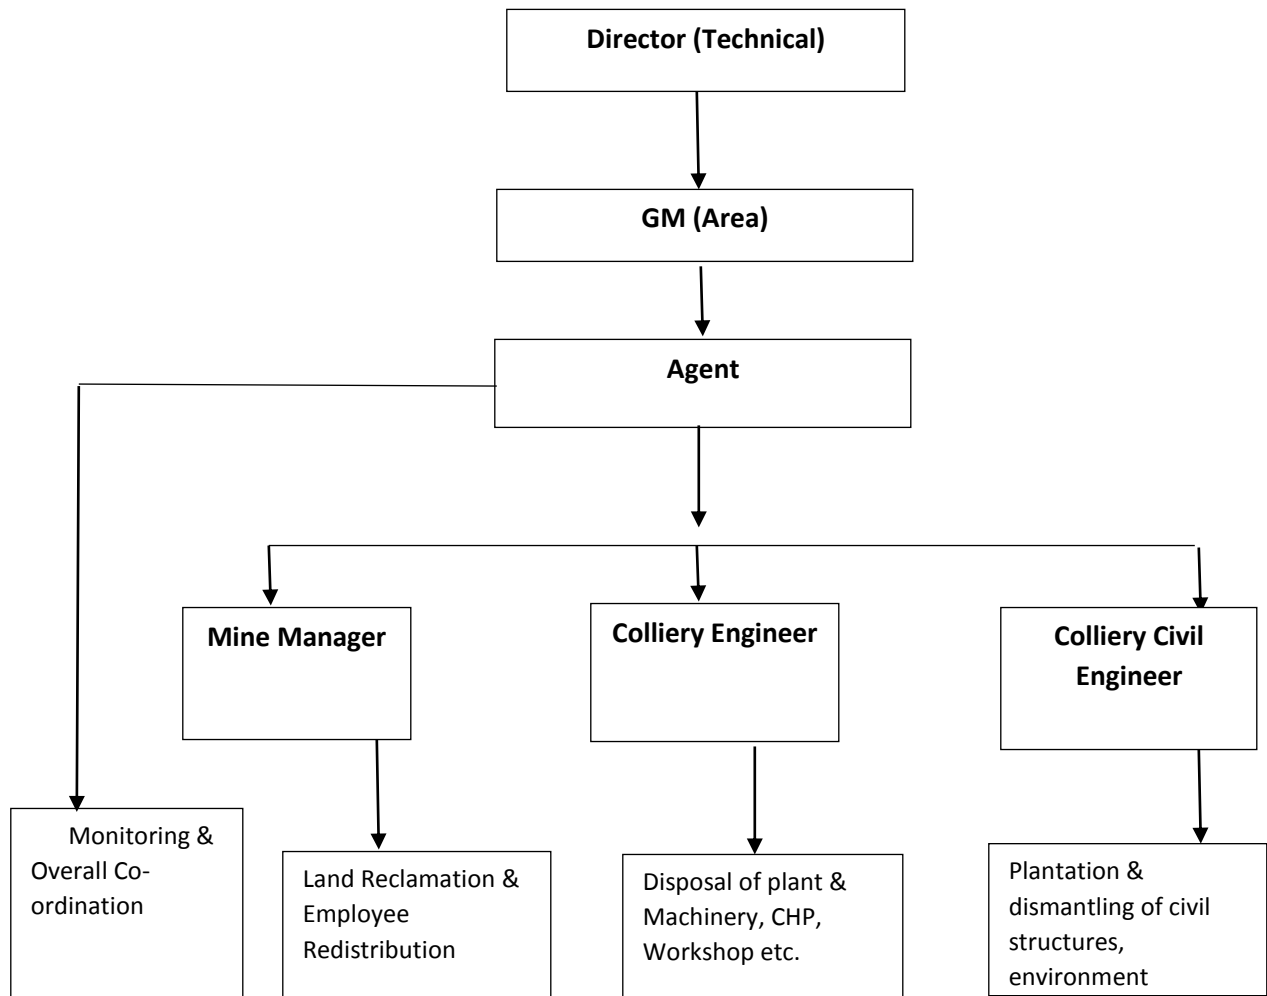 Director (Technical)
GM (Area)
Agent
Mine Manager
Colliery Engineer
Colliery Civil
Engineer
Monitoring &
Overall Co-
ordination
Land Reclamation &
Employee
Redistribution
Disposal of plant &
Machinery, CHP,
Workshop etc.
Plantation &
dismantling of civil
structures,
environment